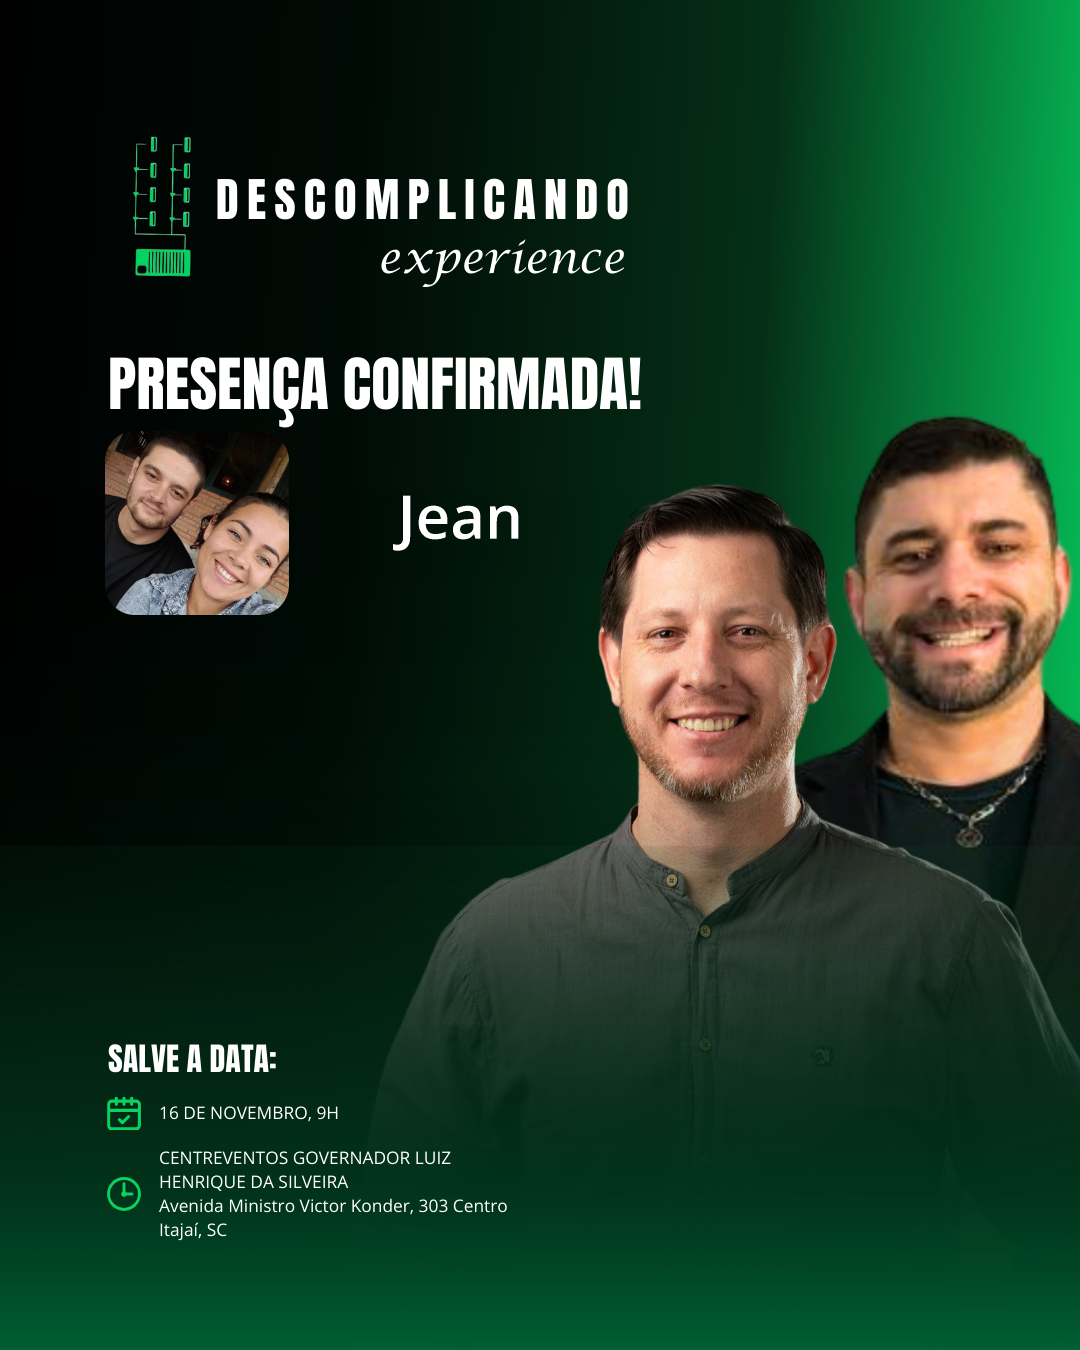 DESCOMPLICANDO
experience
PRESENÇA CONFIRMADA!
Jean
SALVE A DATA:
16 DE NOVEMBRO, 9H
CENTREVENTOS GOVERNADOR LUIZ
HENRIQUE DA SILVEIRA
Avenida Ministro Victor Konder, 303 Centro
Itajaí, SC